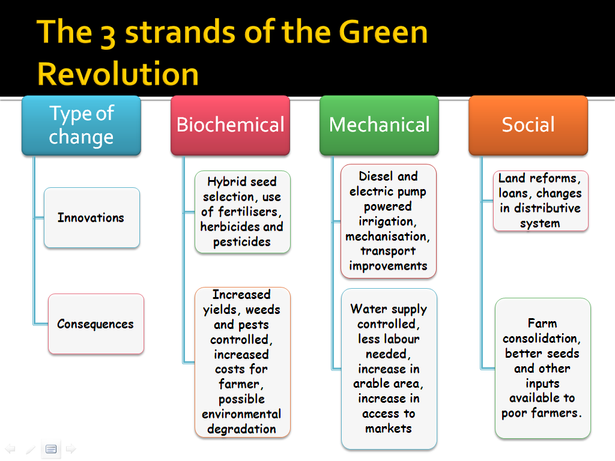 The 3 strands of the Green
Revolution
Type of
change
Innovations
Consequences
Biochemical
Hybrid seed
selection, use
of fertilisers,
herbicides and
pesticides
Increased
yields, weeds
and pests
controlled,
increased
costs for
farmer,
possible
environmental
degradation
Mechanical
Diesel and
electric pump
powered
irrigation,
mechanisation,
transport
improvements
Water supply
controlled,
less labour
needed,
increase in
arable area,
increase in
access to
markets
Social
Land reforms,
loans, changes
in distributive
system
Farm
consolidation,
better seeds
and other
inputs
available to
poor farmers.